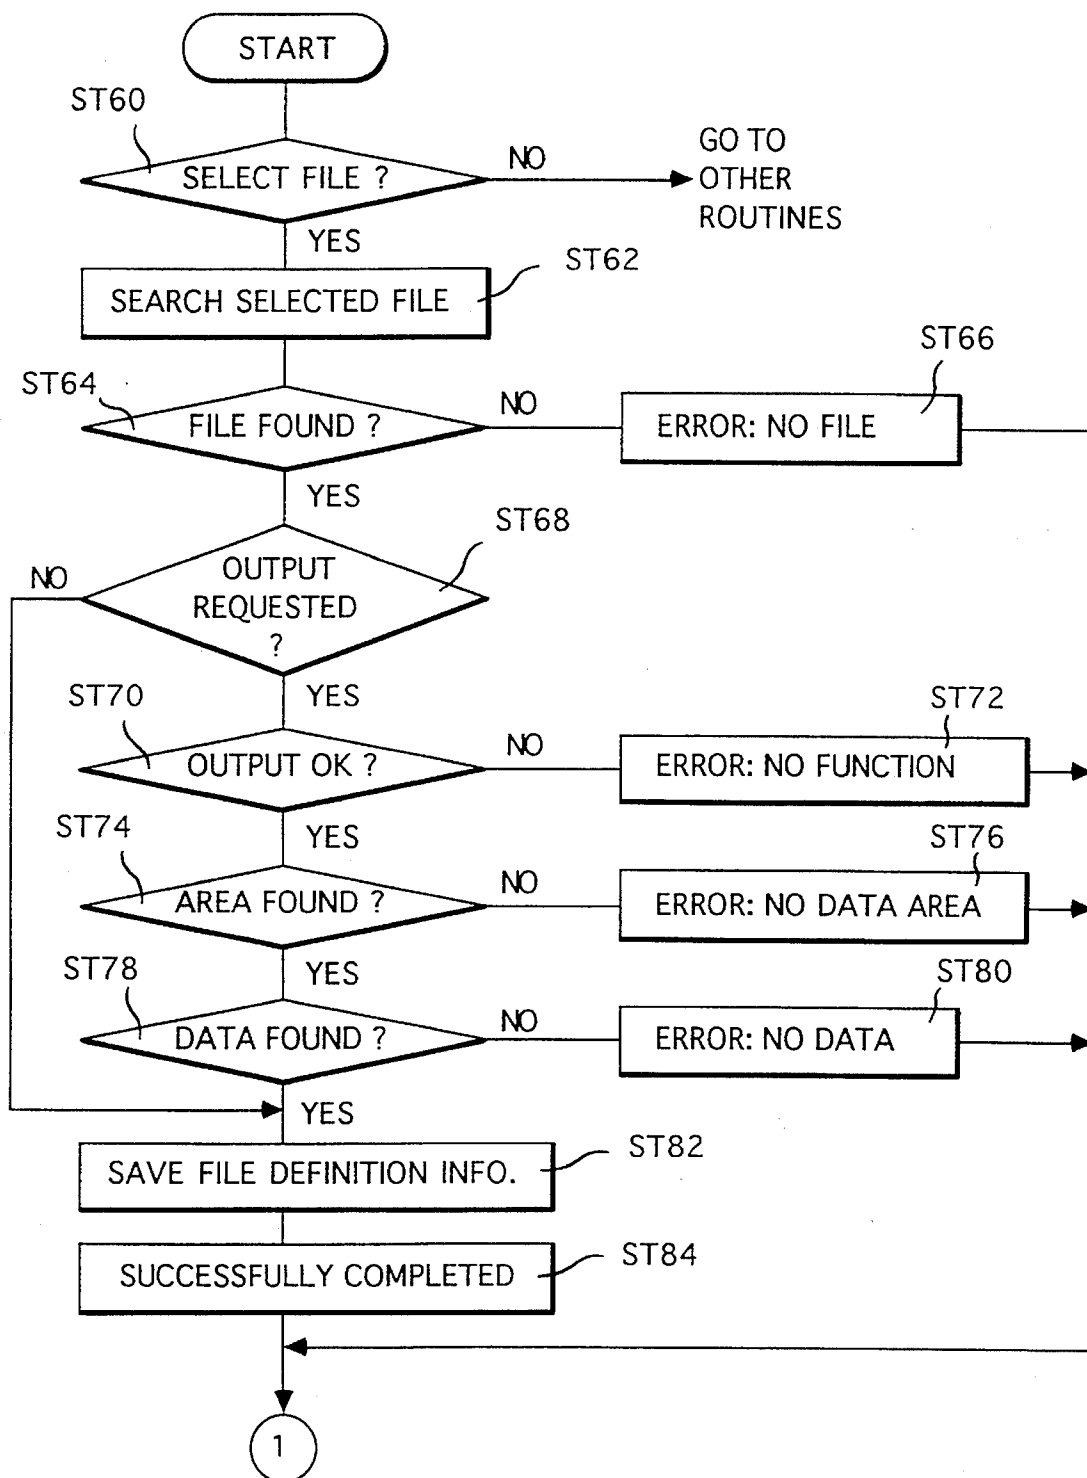 START
ST60
SELECT FILE ?
NO
GO TO
OTHER
ROUTINES
YES
ST62
SEARCH SELECTED FILE
ST66
ST64
FILE FOUND ?
NO
ERROR: NO FILE
YES
ST68
NO
OUTPUT
REQUESTED
?
YES
ST70
OUTPUT OK ?
NO
ST72
ERROR: NO FUNCTION
YES
ST74
AREA FOUND ?
NO
ST76
ERROR: NO DATA AREA
YES
ST78
DATA FOUND ?
NO
ST80
ERROR: NO DATA
YES
ST82
SAVE FILE DEFINITION INFO.
ST84
SUCCESSFULLY COMPLETED
1